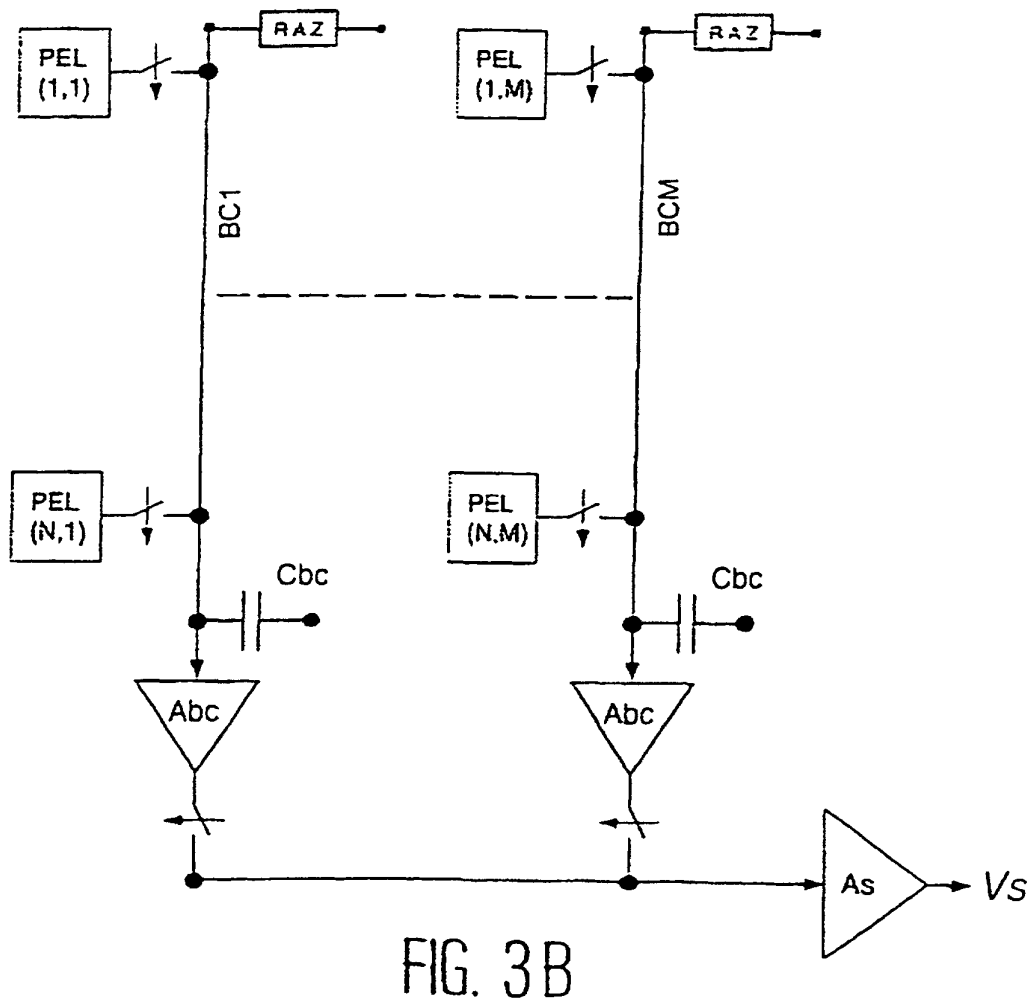 RAZ
RAZ
PEL
(1,1)
PEL
(1.M)
BC1
BCM
PEL
(N,1)
PEL
(N.M)
Cbc
Cbc
Abc
Abc
As
Vs
FIG. 3B